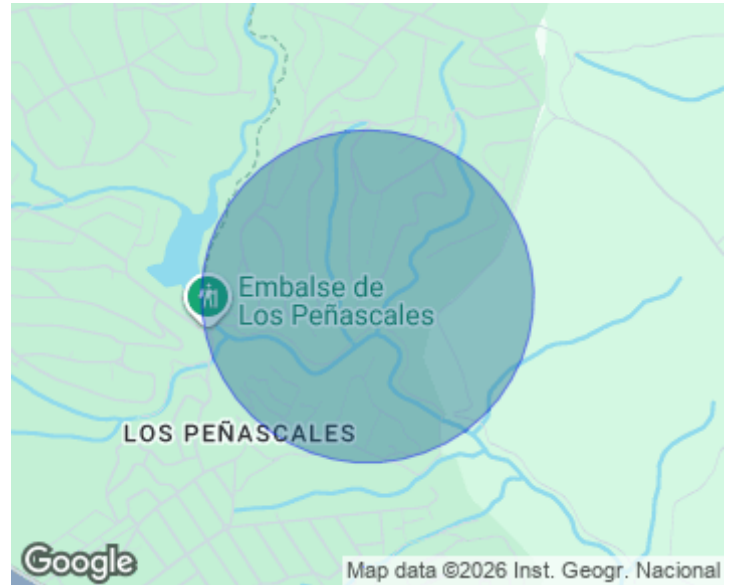 Embalse de
Los Peñascales
LOS PEÑASCALES
Google
Map data ©2026 Inst. Geogr. Nacional